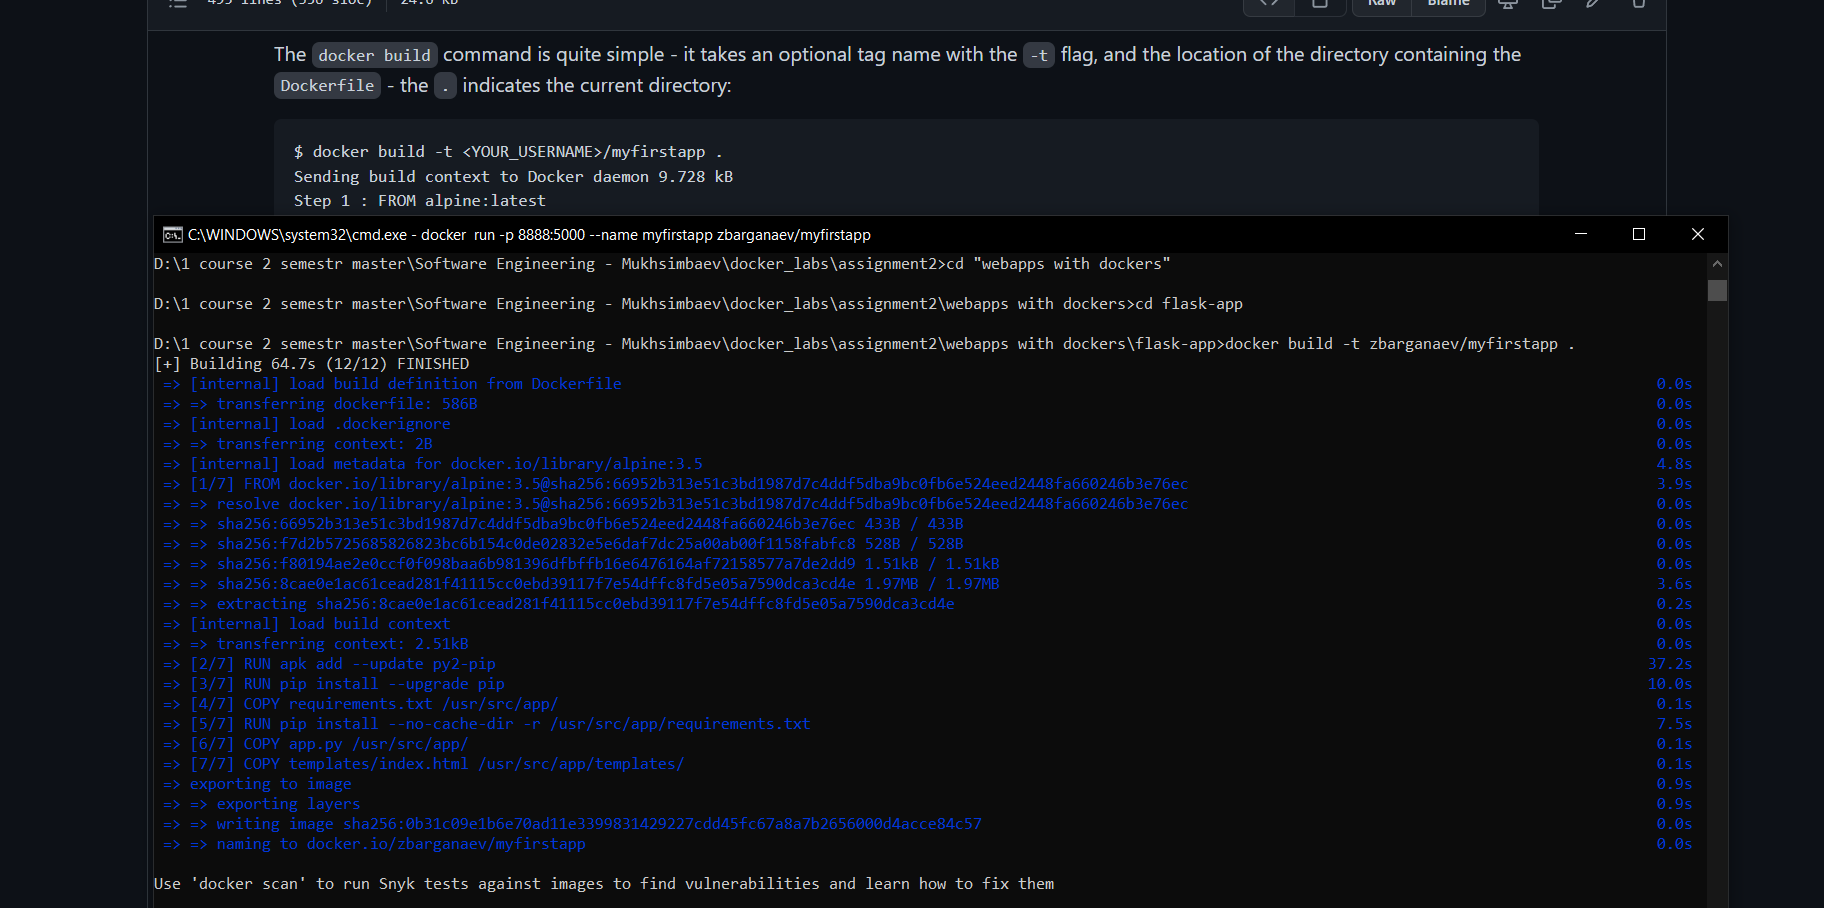 495 lines (350 sloc) 24.6 KB
Raw Blame
The docker build command is quite simple - it takes an optional tag name with the -t flag, and the location of the directory containing the
Dockerfile - the . indicates the current directory:
$ docker build -t <YOUR_USERNAME>/myfirstapp .
Sending build context to Docker daemon 9.728 kB
Step 1 : FROM alpine:latest
C:\WINDOWS\system32\cmd.exe - docker  run -p 8888:5000 --name myfirstapp zbarganaev/myfirstapp
D:\1 course 2 semestr master\Software Engineering - Mukhsimbaev\docker_labs\assignment2>cd "webapps with dockers"
D:\1 course 2 semestr master\Software Engineering - Mukhsimbaev\docker_labs\assignment2\webapps with dockers>cd flask-app
D:\1 course 2 semestr master\Software Engineering - Mukhsimbaev\docker_labs\assignment2\webapps with dockers\flask-app>docker build -t zbarganaev/myfirstapp .
[+] Building 64.7s (12/12) FINISHED
=> [internal] load build definition from Dockerfile 0.0s
=> => transferring dockerfile: 586B 0.0s
=> [internal] load .dockerignore 0.0s
=> => transferring context: 2B 0.0s
=> [internal] load metadata for docker.io/library/alpine:3.5 4.8s
=> [1/7] FROM docker.io/library/alpine:3.5@sha256:66952b313e51c3bd1987d7c4ddf5dba9bc0fb6e524eed2448fa660246b3e76ec 3.9s
=> => resolve docker.io/library/alpine:3.5@sha256:66952b313e51c3bd1987d7c4ddf5dba9bc0fb6e524eed2448fa660246b3e76ec 0.0s
=> => sha256:66952b313e51c3bd1987d7c4ddf5dba9bc0fb6e524eed2448fa660246b3e76ec 433B / 433B 0.0s
=> => sha256:f7d2b5725685826823bc6b154c0de02832e5e6daf7dc25a00ab00f1158fabfc8 528B / 528B 0.0s
=> => sha256:f80194ae2e0ccf0f098baa6b981396dfbffb16e6476164af72158577a7de2dd9 1.51kB / 1.51kB 0.0s
=> => sha256:8cae0e1ac61cead281f41115cc0ebd39117f7e54dffc8fd5e05a7590dca3cd4e 1.97MB / 1.97MB 3.6s
=> => extracting sha256:8cae0e1ac61cead281f41115cc0ebd39117f7e54dffc8fd5e05a7590dca3cd4e 0.2s
=> [internal] load build context 0.0s
=> => transferring context: 2.51kB 0.0s
=> [2/7] RUN apk add --update py2-pip 37.2s
=> [3/7] RUN pip install --upgrade pip 10.0s
=> [4/7] COPY requirements.txt /usr/src/app/ 0.1s
=> [5/7] RUN pip install --no-cache-dir -r /usr/src/app/requirements.txt 7.5s
=> [6/7] COPY app.py /usr/src/app/ 0.1s
=> [7/7] COPY templates/index.html /usr/src/app/templates/ 0.1s
=> exporting to image 0.9s
=> => exporting layers 0.9s
=> => writing image sha256:0b31c09e1b6e70ad11e3399831429227cdd45fc67a8a7b2656000d4acce84c57 0.0s
=> => naming to docker.io/zbarganaev/myfirstapp 0.0s
Use 'docker scan' to run Snyk tests against images to find vulnerabilities and learn how to fix them